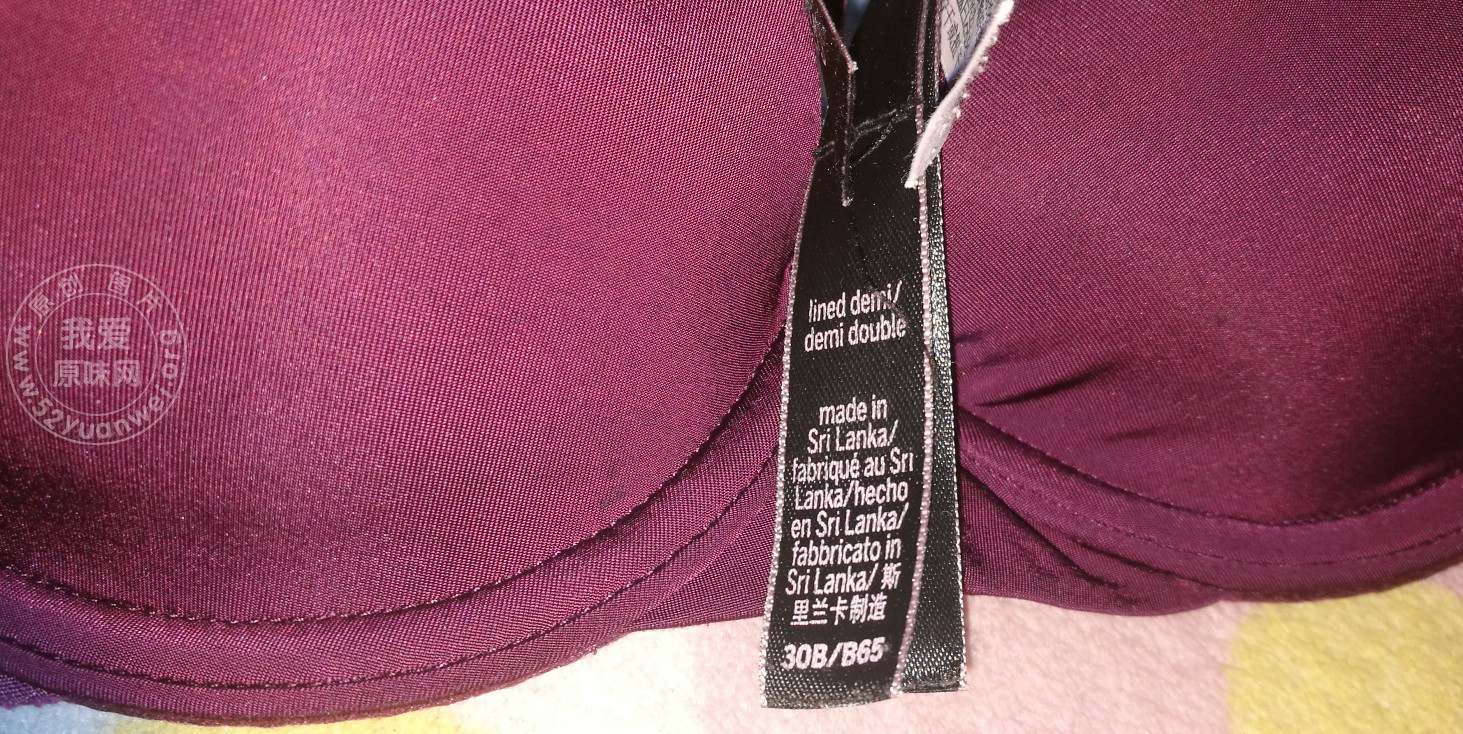 原创图片
我爱
原味网
www.52yuanwei.org
lined demi/
demi double
made in
Sri Lanka/
fabriqué au Sri
Lanka/hecho
en Sri Lanka/
fabbricato in
Sri Lanka/ 斯
里兰卡制造
30B/B65